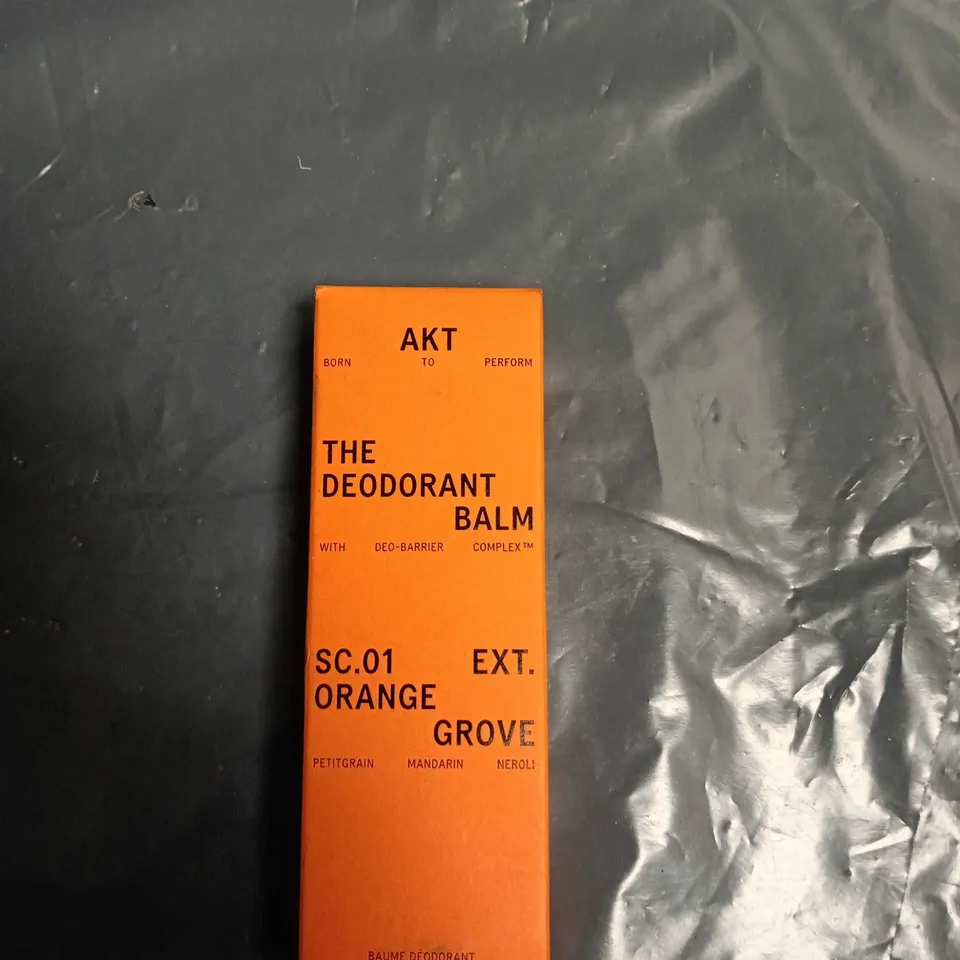 AKT
BORN TO PERFORM
THE
DEODORANT
BALM
WITH DEO-BARRIER COMPLEX™
SC.01 EXT.
ORANGE
GROVE
PETITGRAIN MANDARIN NEROLI
BAUME DÉODORANT